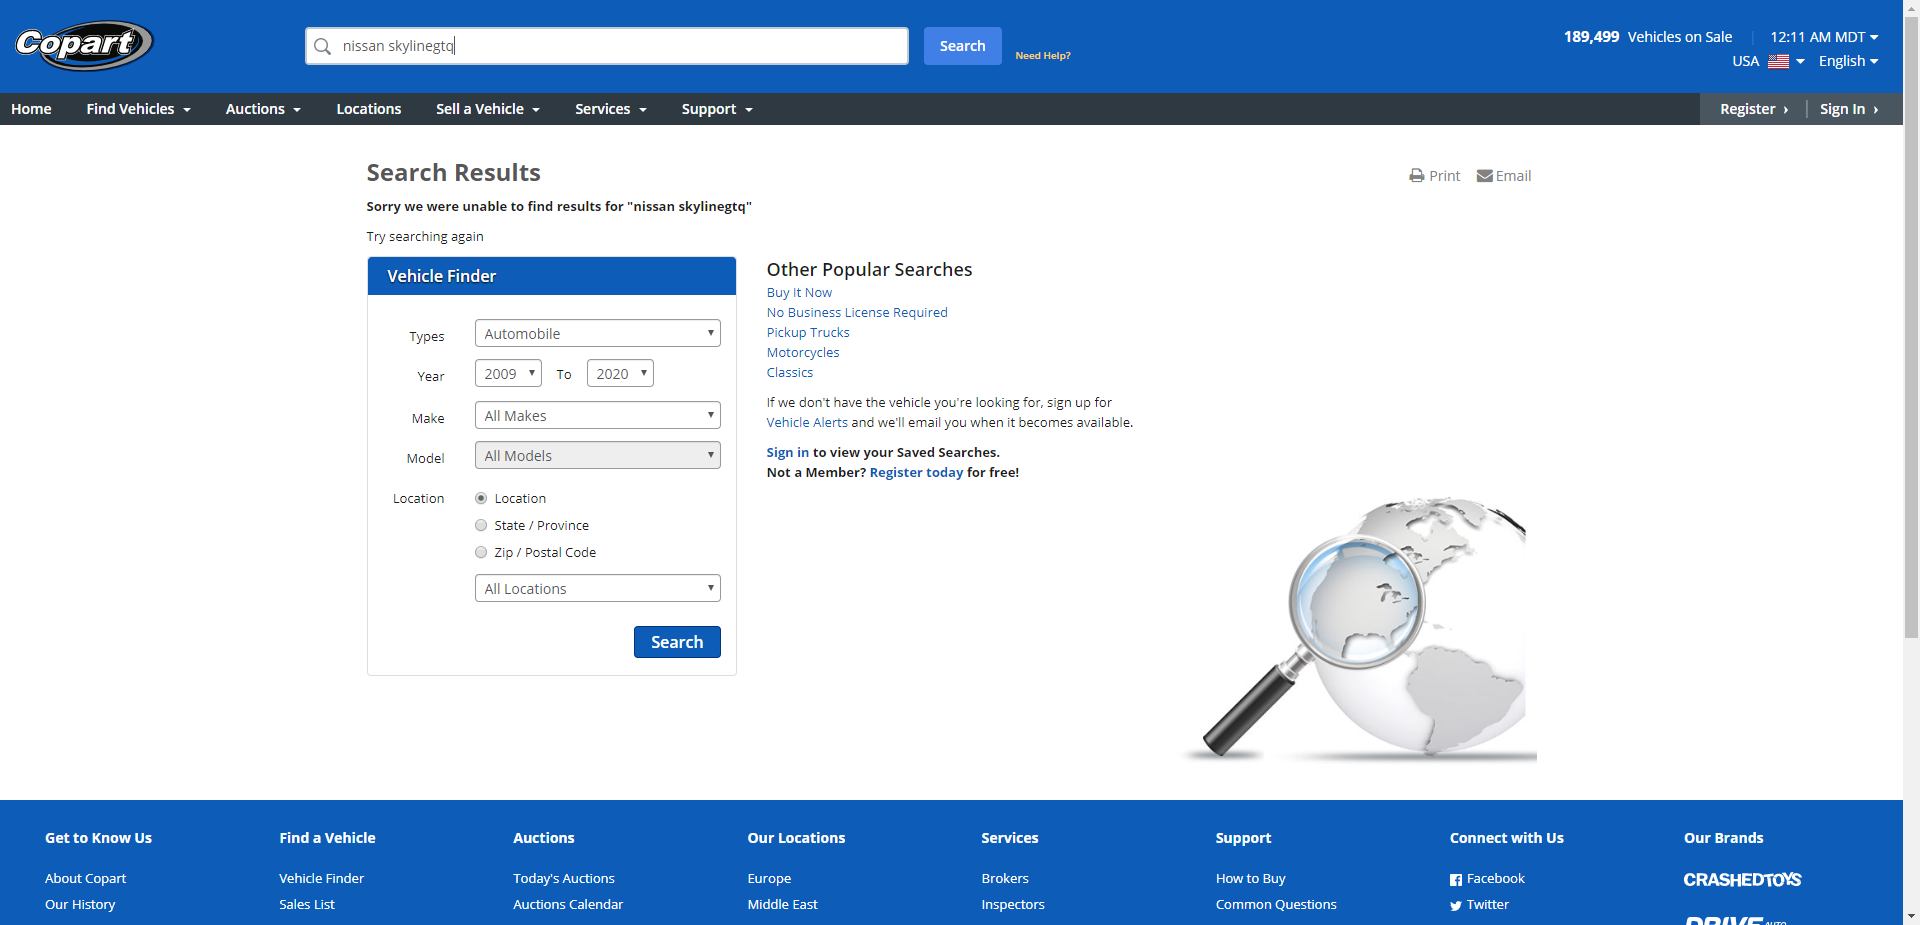 Copart
nissan skylinegtq
Search
Need Help?
189,499 Vehicles on Sale
12:11 AM MDT
USA
English
Home
Find Vehicles
Auctions
Locations
Sell a Vehicle
Services
Support
Register ›
Sign In ›
Search Results
Print
Email
Sorry we were unable to find results for "nissan skylinegtq"
Try searching again
Vehicle Finder
Types
Automobile
Year
2009
To
2020
Make
All Makes
Model
All Models
Location
Location
State / Province
Zip / Postal Code
All Locations
Search
Other Popular Searches
Buy It Now
No Business License Required
Pickup Trucks
Motorcycles
Classics
If we don't have the vehicle you're looking for, sign up for
Vehicle Alerts and we'll email you when it becomes available.
Sign in to view your Saved Searches.
Not a Member? Register today for free!
Get to Know Us
About Copart
Our History
Find a Vehicle
Vehicle Finder
Sales List
Auctions
Today's Auctions
Auctions Calendar
Our Locations
Europe
Middle East
Services
Brokers
Inspectors
Support
How to Buy
Common Questions
Connect with Us
Facebook
Twitter
Our Brands
CRASHEDTOYS
DRIVE AUTO